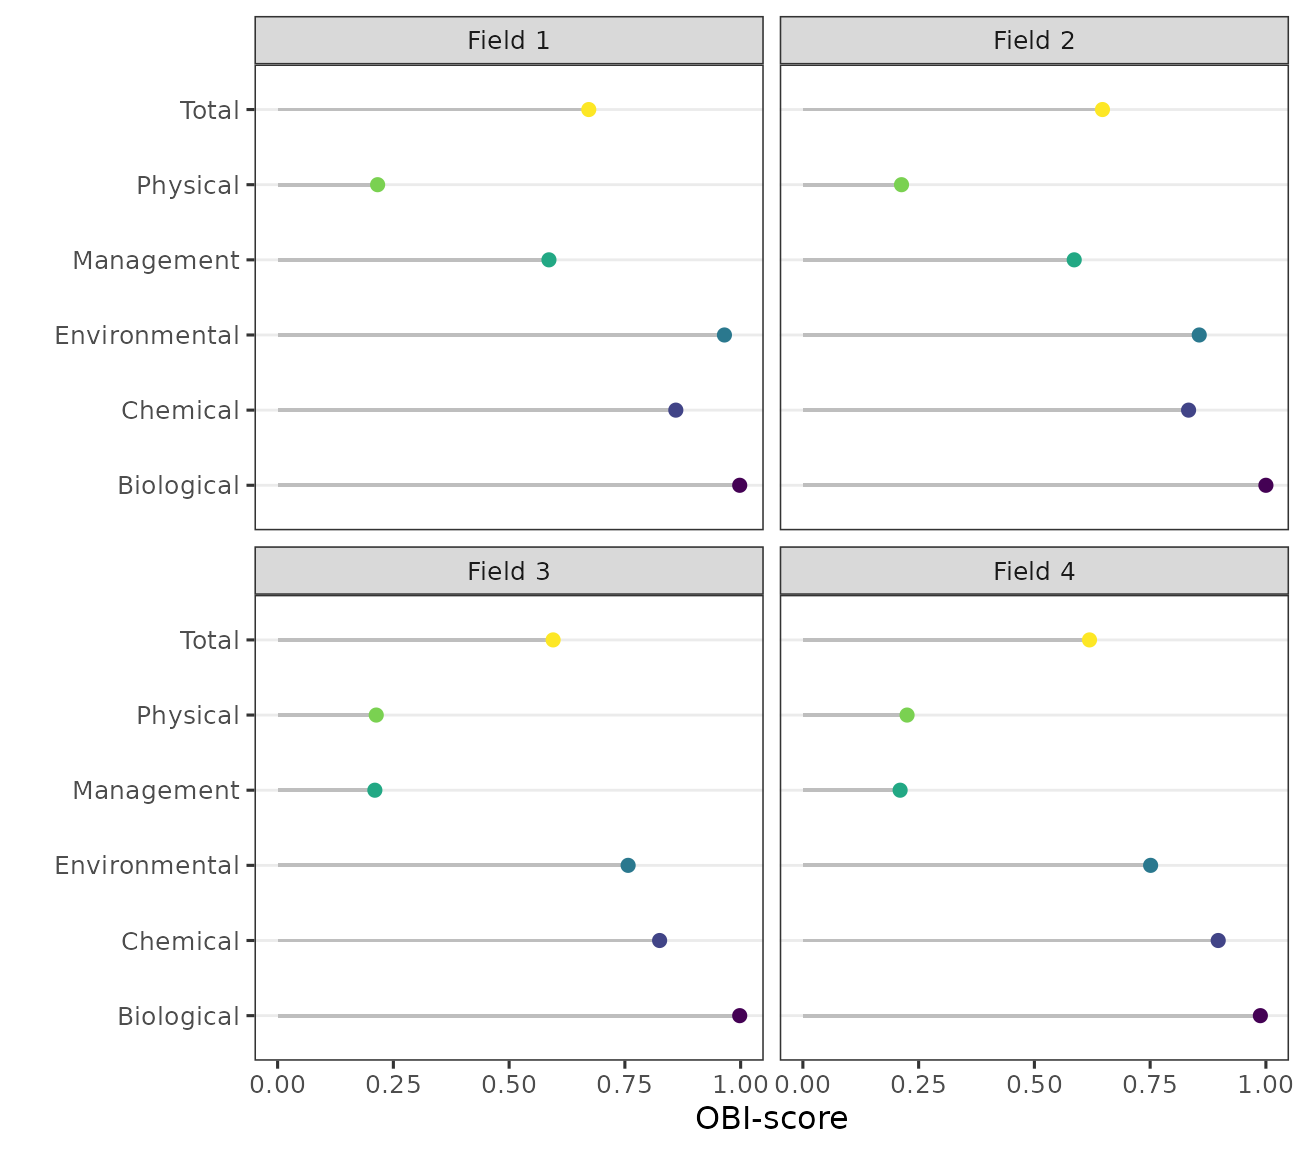 Field 1
Field 2
Total
Physical
Management
Environmental
Chemical
Biological
Field 3
Field 4
Total
Physical
Management
Environmental
Chemical
Biological
0.00 0.25 0.50 0.75 1.00 0.00 0.25 0.50 0.75 1.00
OBI-score